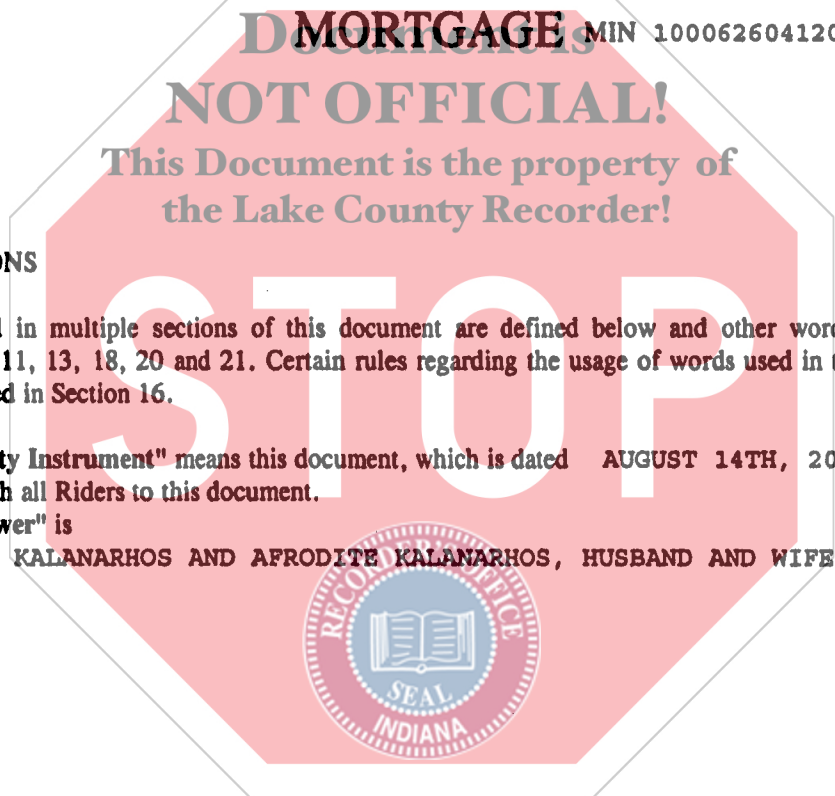 MORTGAGE MIN 10006260412
Document is
NOT OFFICIAL!
This Document is the property of
the Lake County Recorder!
ONS
STOP
in multiple sections of this document are defined below and other wor
11, 13, 18, 20 and 21. Certain rules regarding the usage of words used in t
d in Section 16.
ty Instrument" means this document, which is dated AUGUST 14TH, 20
h all Riders to this document.
wer" is
KALANARHOS AND AFRODITE KALANARHOS, HUSBAND AND WIFE
RECORDER'S OFFICE
SEAL
INDIANA